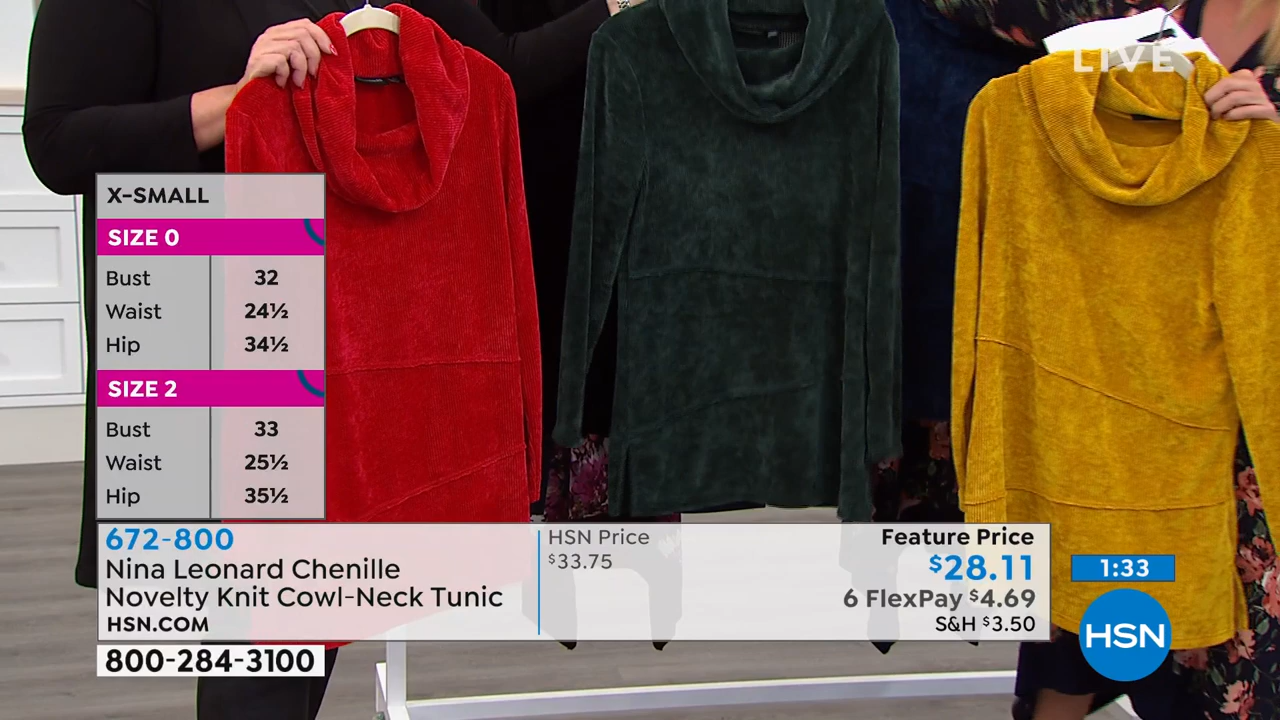 LIVE
X-SMALL
SIZE 0
Bust 32
Waist 24½
Hip 34½
SIZE 2
Bust 33
Waist 25½
Hip 35½
672-800
Nina Leonard Chenille
Novelty Knit Cowl-Neck Tunic
HSN.COM
800-284-3100
HSN Price
$33.75
Feature Price
$28.11
6 FlexPay $4.69
S&H $3.50
1:33
HSN